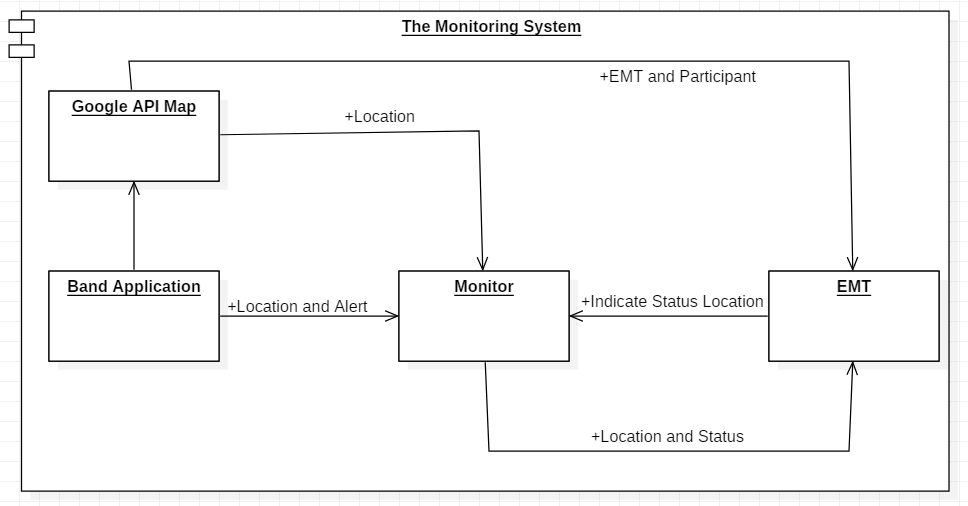 The Monitoring System
+EMT and Participant
Google API Map
+Location
Band Application
+Location and Alert
Monitor
+Indicate Status Location
EMT
+Location and Status